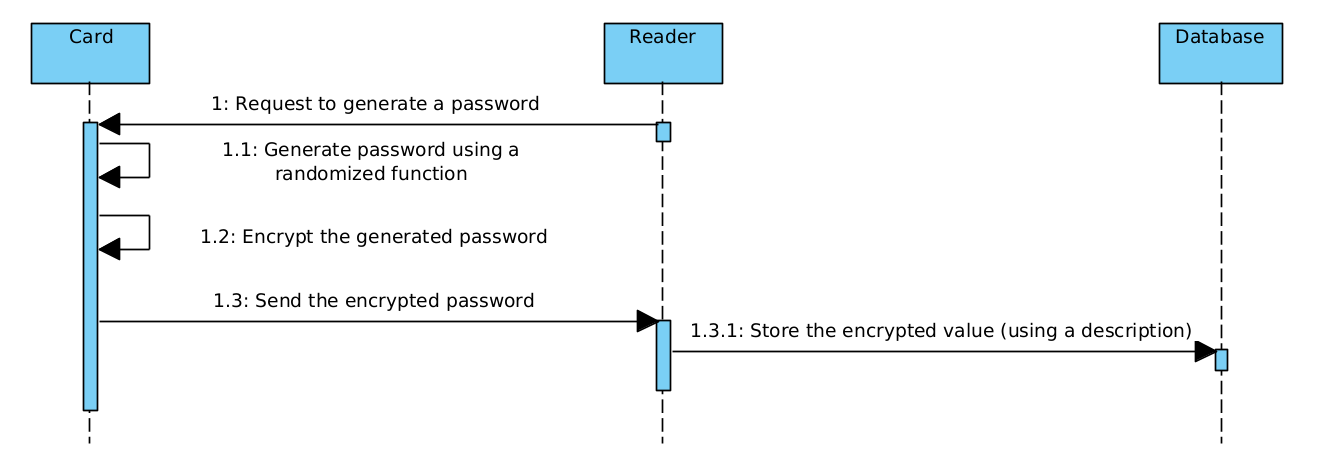 Card
Reader
Database
1: Request to generate a password
1.1: Generate password using a
randomized function
1.2: Encrypt the generated password
1.3: Send the encrypted password
1.3.1: Store the encrypted value (using a description)